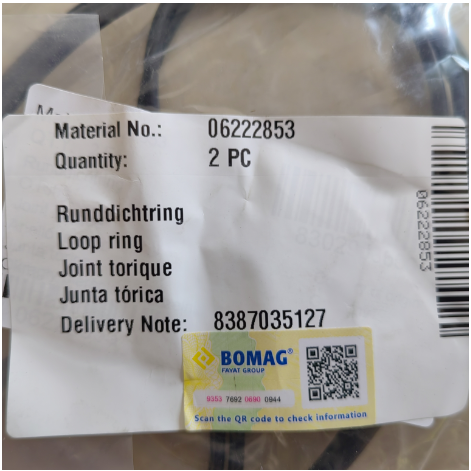 Material No.: 06222853
Quantity: 2 PC
Runddichtring
Loop ring
Joint torique
Junta tórica
Delivery Note: 8387035127
06222853
BOMAG®
FAYAT GROUP
9353 7692 0690 0944
Scan the QR code to check information